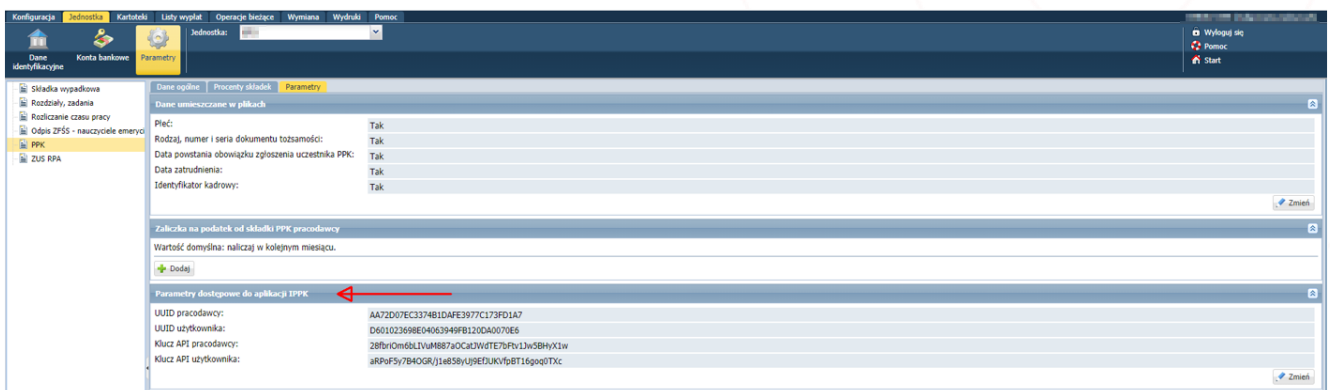 Konfiguracja Jednostka Kartoteki Listy wypłat Operacje bieżące Wymiana Wydruki Pomoc
Jednostka:
Dane identyfikacyjne Konta bankowe Parametry
Wyloguj się
Pomoc
Start
Składka wypadkowa
Rozdziały, zadania
Rozliczanie czasu pracy
Odpis ZFŚS - nauczyciele emeryci
PPK
ZUS RPA
Dane ogólne Procenty składek Parametry
Dane umieszczane w plikach
Płeć: Tak
Rodzaj, numer i seria dokumentu tożsamości: Tak
Data powstania obowiązku zgłoszenia uczestnika PPK: Tak
Data zatrudnienia: Tak
Identyfikator kadrowy: Tak
Zmień
Zaliczka na podatek od składki PPK pracodawcy
Wartość domyślna: naliczaj w kolejnym miesiącu.
Dodaj
Parametry dostępowe do aplikacji IPPK
UUID pracodawcy: AA72D07EC3374B1DAFE3977C173FD1A7
UUID użytkownika: D601023698E04063949FB120DA0070E6
Klucz API pracodawcy: 28fbriOm6bLIVuM887aOCatJWdTE7bFtv1Jw5BHyX1w
Klucz API użytkownika: aRPoF5y7B4OGR/j1e858yUj9EfJUKVfpBT16goq0TXc
Zmień